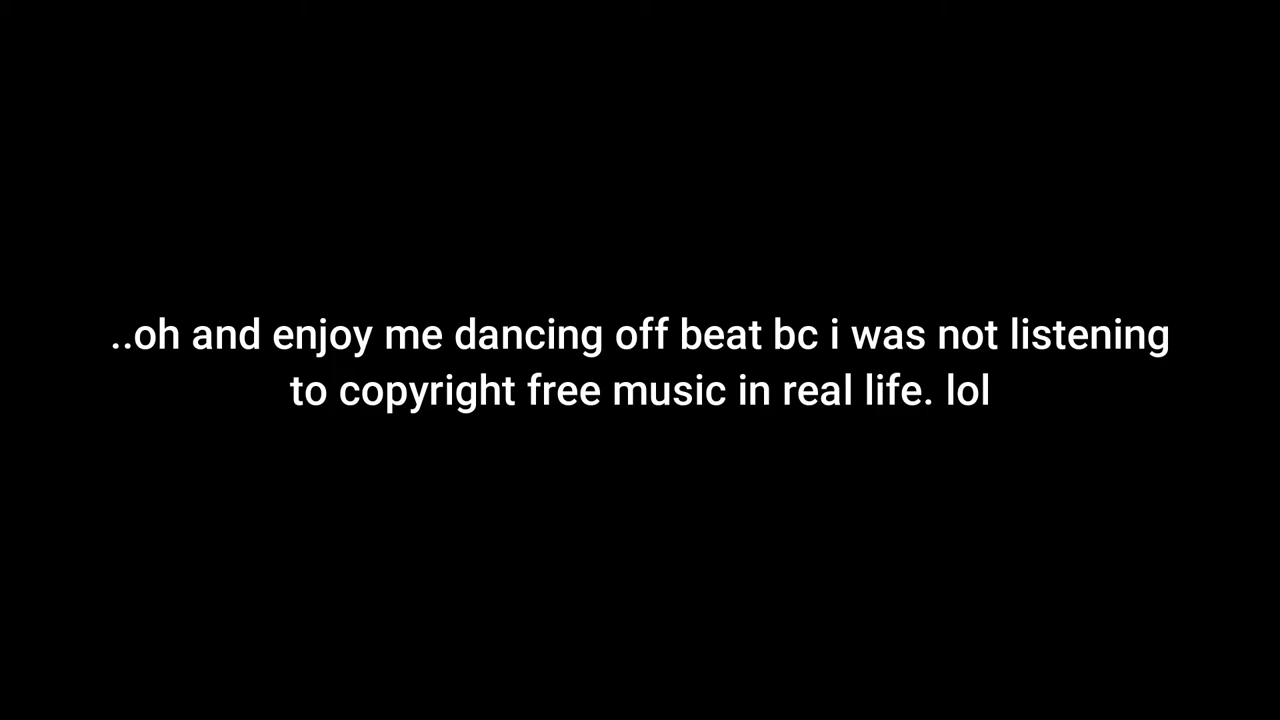 ..oh and enjoy me dancing off beat bc i was not listening
to copyright free music in real life. lol